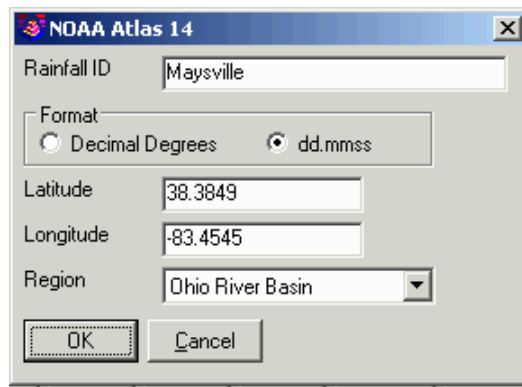 NOAA Atlas 14
Rainfall ID Maysville
Format
Decimal Degrees dd.mmss
Latitude 38.3849
Longitude -83.4545
Region Ohio River Basin
OK Cancel